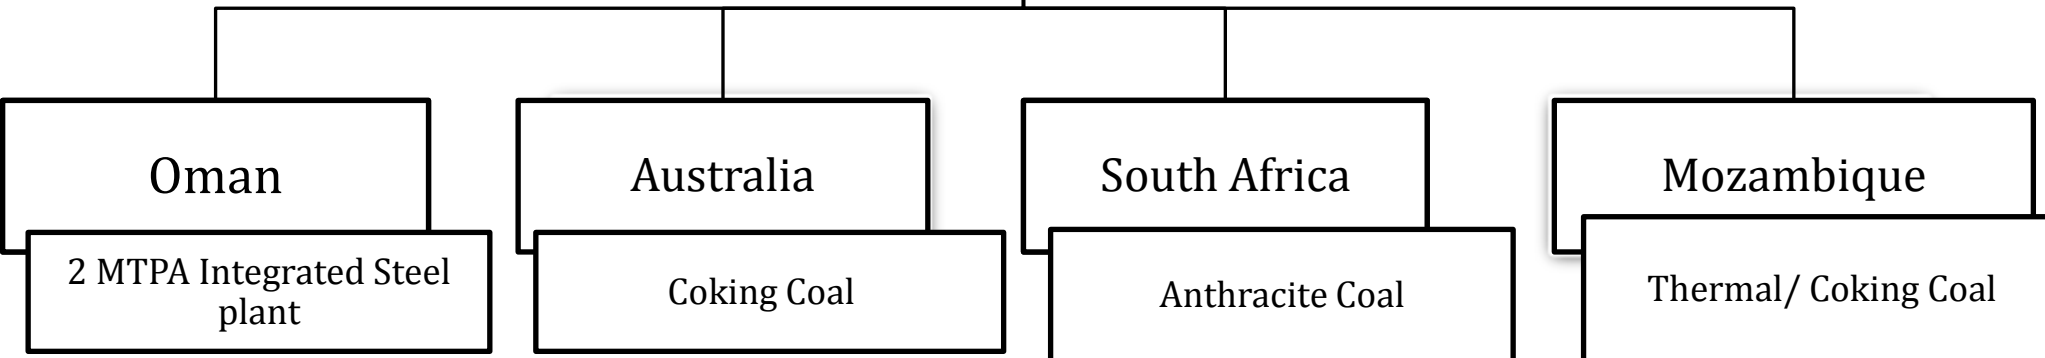 Oman
Australia
South Africa
Mozambique
2 MTPA Integrated Steel
plant
Coking Coal
Anthracite Coal
Thermal/ Coking Coal